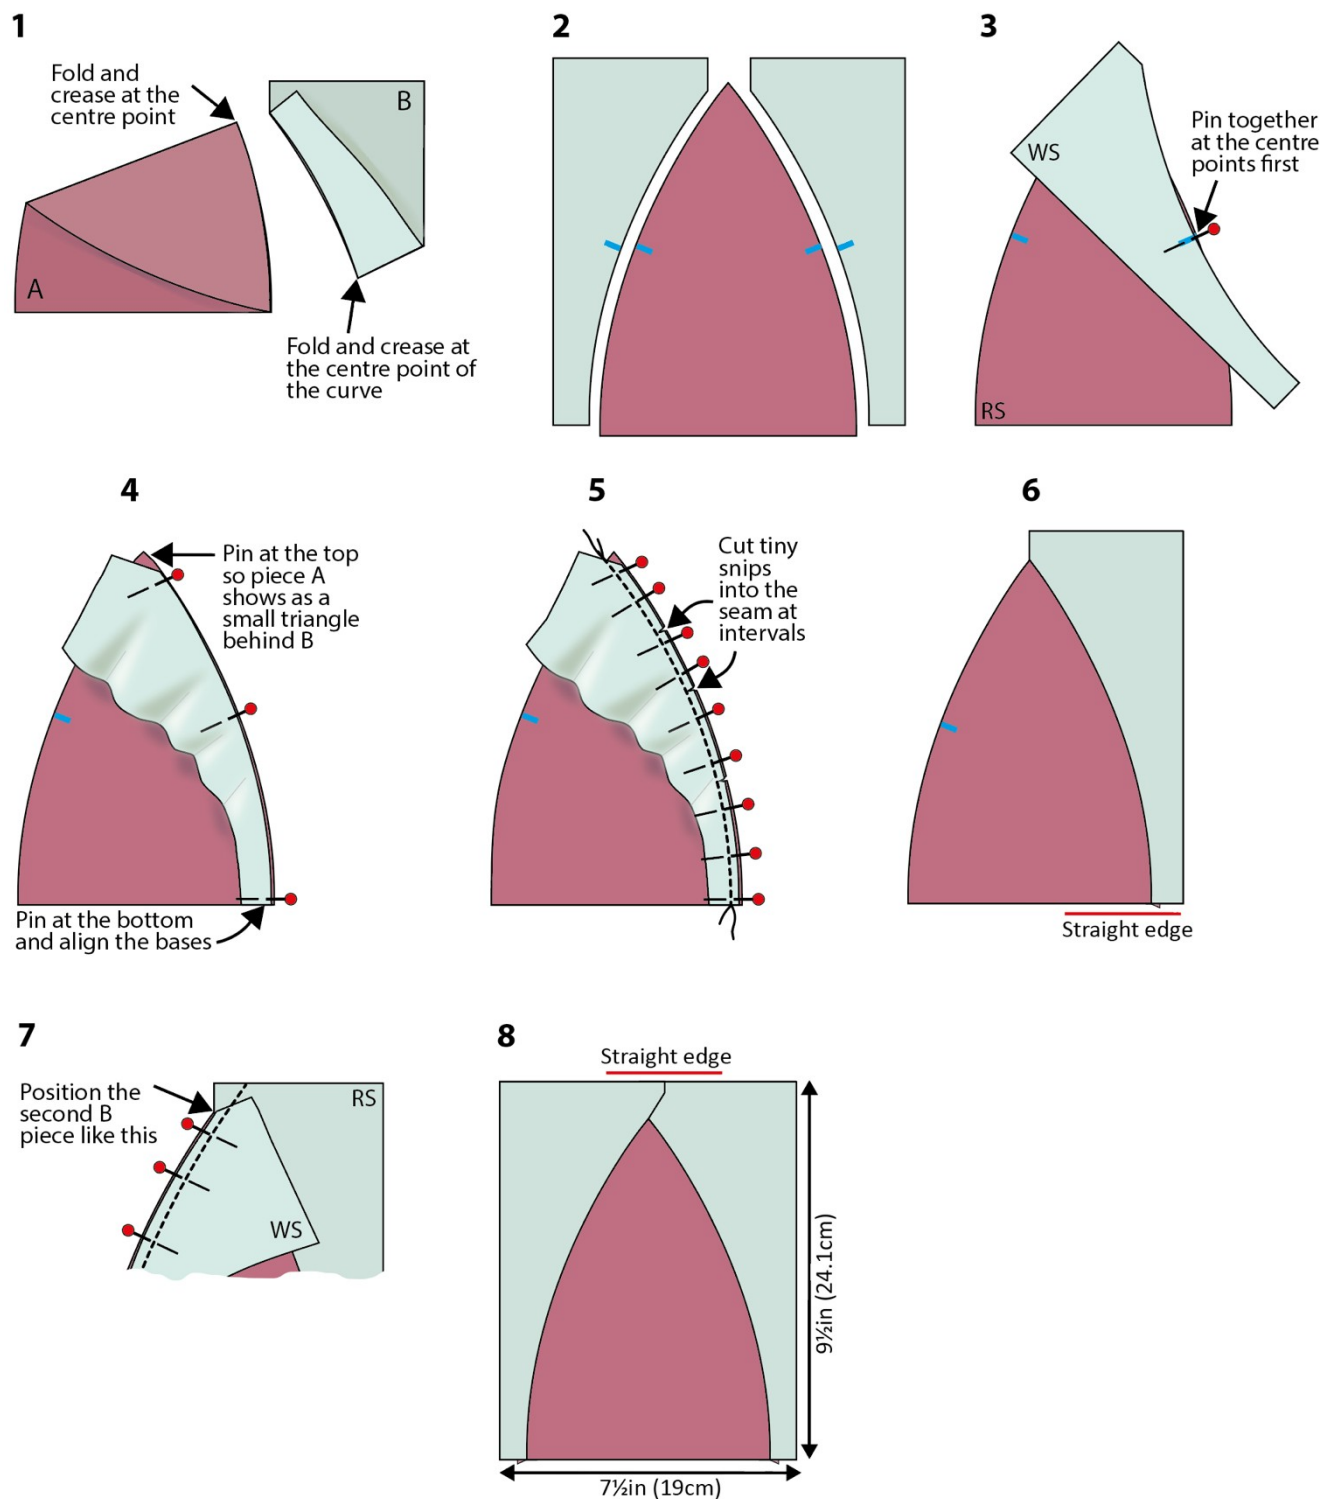 1
Fold and
crease at the
centre point
A
B
Fold and crease at
the centre point of
the curve
2
3
WS
Pin together
at the centre
points first
RS
4
Pin at the top
so piece A
shows as a
small triangle
behind B
Pin at the bottom
and align the bases
5
Cut tiny
snips
into the
seam at
intervals
6
Straight edge
7
Position the
second B
piece like this
RS
WS
8
Straight edge
9½in (24.1cm)
7½in (19cm)